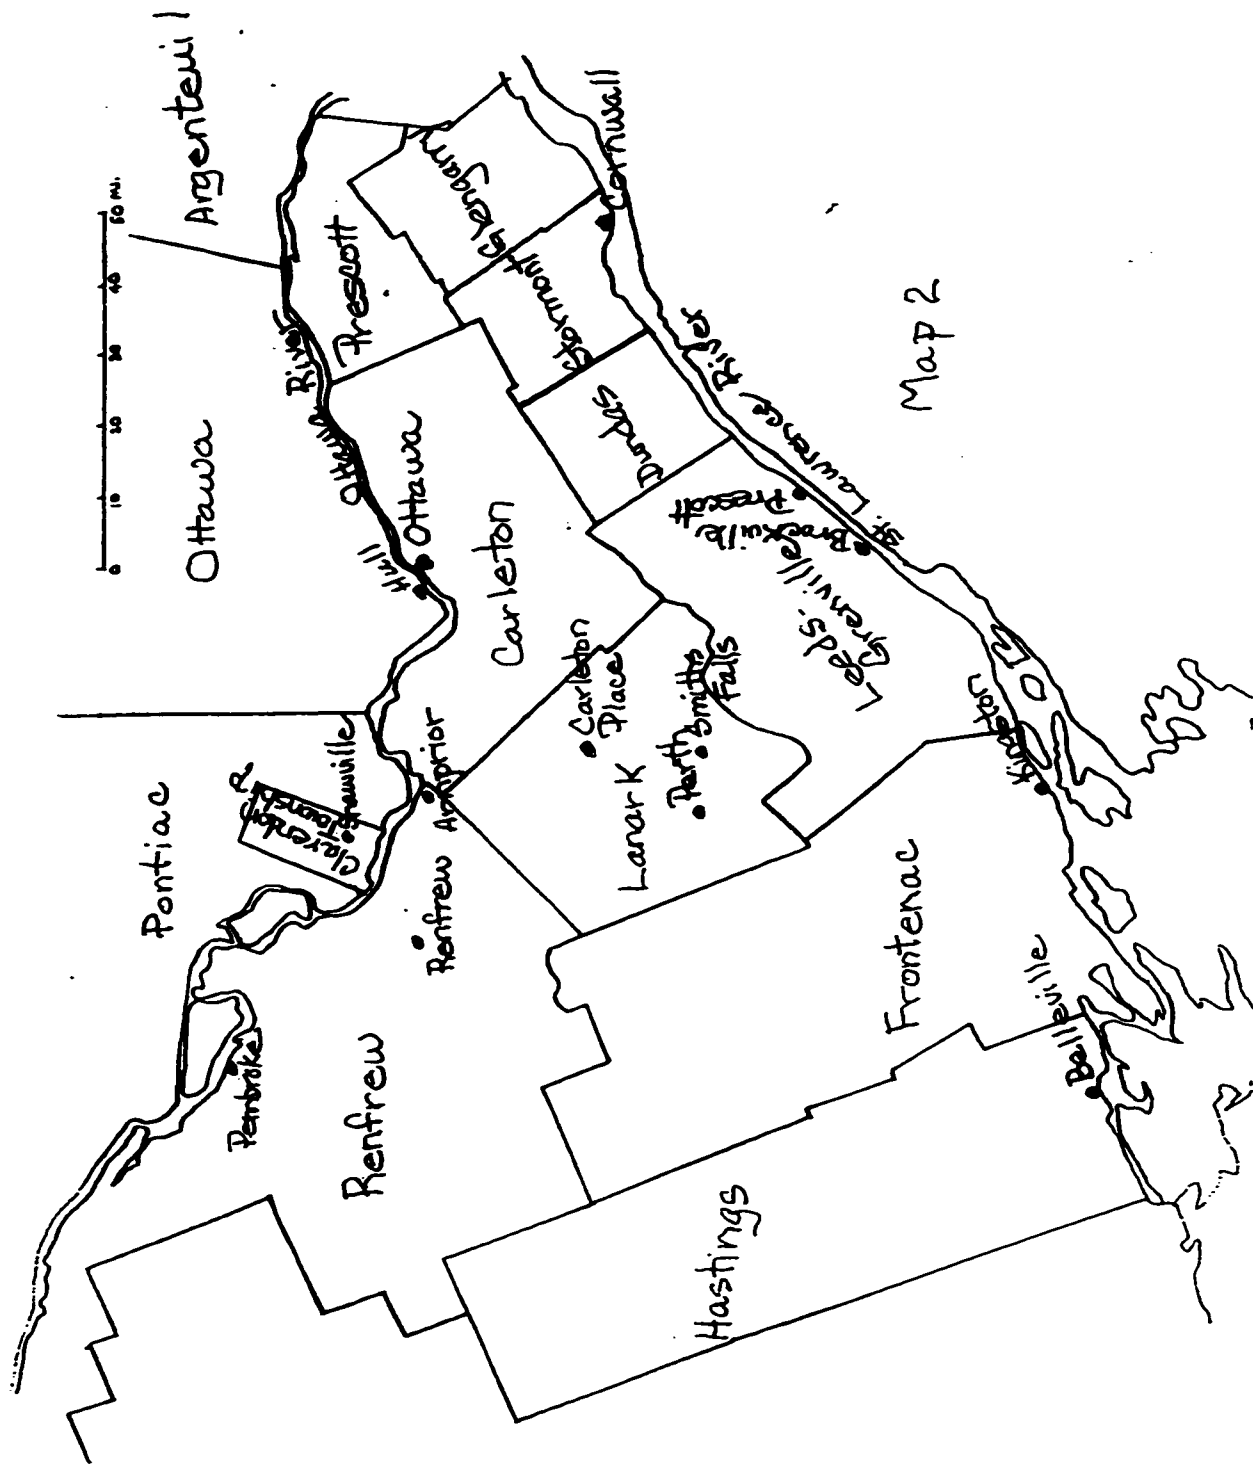 0 10 20 30 40 50 MI.
Pontiac
Ottawa
Argenteuil
Pembroke
Clarendon
Township
Shawville
Ottawa River
Hull
Ottawa
Prescott
Renfrew
Renfrew
Arnprior
Carleton
Glengarry
Stormont
Cornwall
Dundas
Carleton
Place
Lanark
Perth
Smiths
Falls
Prescott
Brockville
Leeds-
Grenville
St. Lawrence River
Hastings
Frontenac
Kingston
Belleville
Map 2